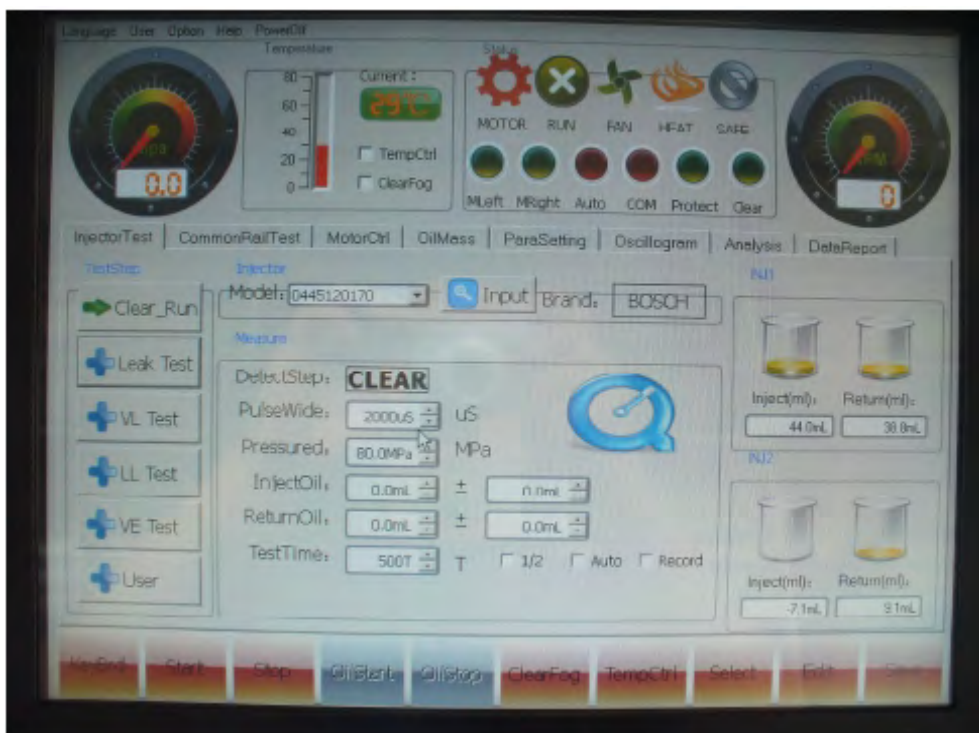 Language User Option Help PowerOff
Temperature
Status
80
60
40
20
0
Current :
29℃
TempCtrl
ClearFog
MOTOR RUN FAN HEAT SAFE
MLeft MRight Auto COM Protect Clear
0.0
RPM
0
InjectorTest CommonRailTest MotorCtrl OilMass ParaSetting Oscillogram Analysis DataReport
TestStep
Clear_Run
Leak Test
VL Test
LL Test
VE Test
User
Injector
Model: 0445120170 Input Brand: BOSCH
Measure
DetectStep: CLEAR
PulseWide: 2000uS uS
Pressured: 80.0MPa MPa
InjectOil: 0.0mL ± 0.0mL
ReturnOil: 0.0mL ± 0.0mL
TestTime: 500T T 1/2 Auto Record
INJ1
Inject(ml): Return(ml):
44.0mL 38.8mL
INJ2
Inject(ml): Return(ml):
-7.1mL 9.1mL
Start Stop OilStart OilStop ClearFog TempCtrl Select Edit